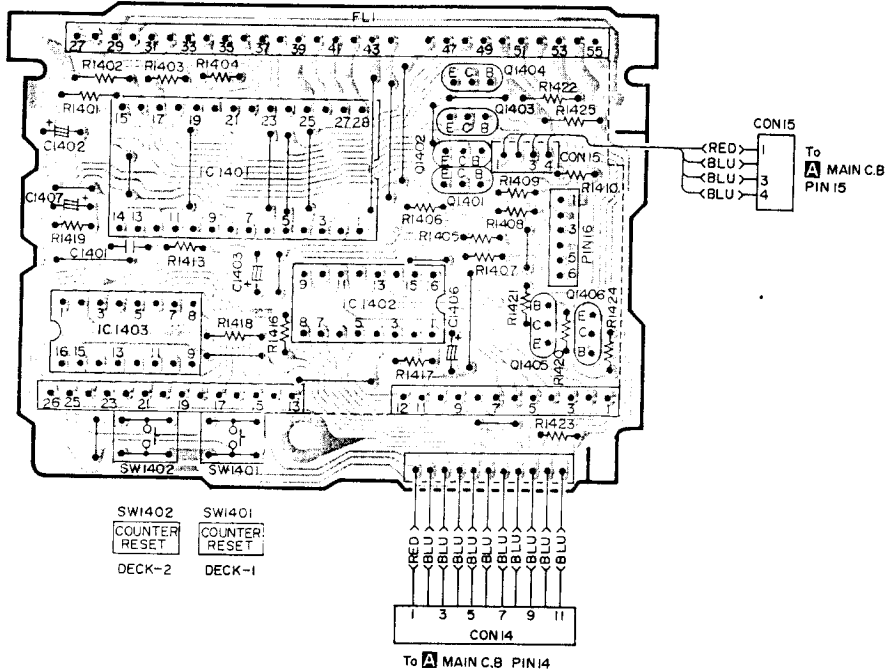 FL1
27 29 31 33 35 37 39 41 43 47 49 51 53 55
R1402 R1403 R1404
E C B Q1404
R1422
R1401
15 17 19 21 23 25 27 28
E C B Q1403
R1425
C1402
Q1402
E C B
3 4 CON15
CON15
(RED) 1
(BLU)
(BLU) 3
(BLU) 4
To A MAIN C.B
PIN 15
IC1401
E C B
Q1401
R1409
R1410
C1407
R1406
R1408
1 3 5 6
PIN16
14 13 11 9 7 5 3 1
R1419
R1405
C1401
R1413
C1403
R1407
9 11 13 15 16
IC1402
8 7 5 3 1
C1406
R1421
B C E
Q1405
R1420
Q1406
E C B
R1424
1 3 5 7 8
IC1403
16 15 13 11 9
R1418
R1416
R1417
26 25 23 21 19 17 15 13
12 11 9 7 5 3 1
R1423
SW1402 SW1401
SW1402 SW1401
COUNTER RESET
COUNTER RESET
DECK-2 DECK-1
(RED) (BLU) (BLU) (BLU) (BLU) (BLU) (BLU) (BLU) (BLU) (BLU) (BLU)
1 3 5 7 9 11
CON14
To A MAIN C.B PIN14